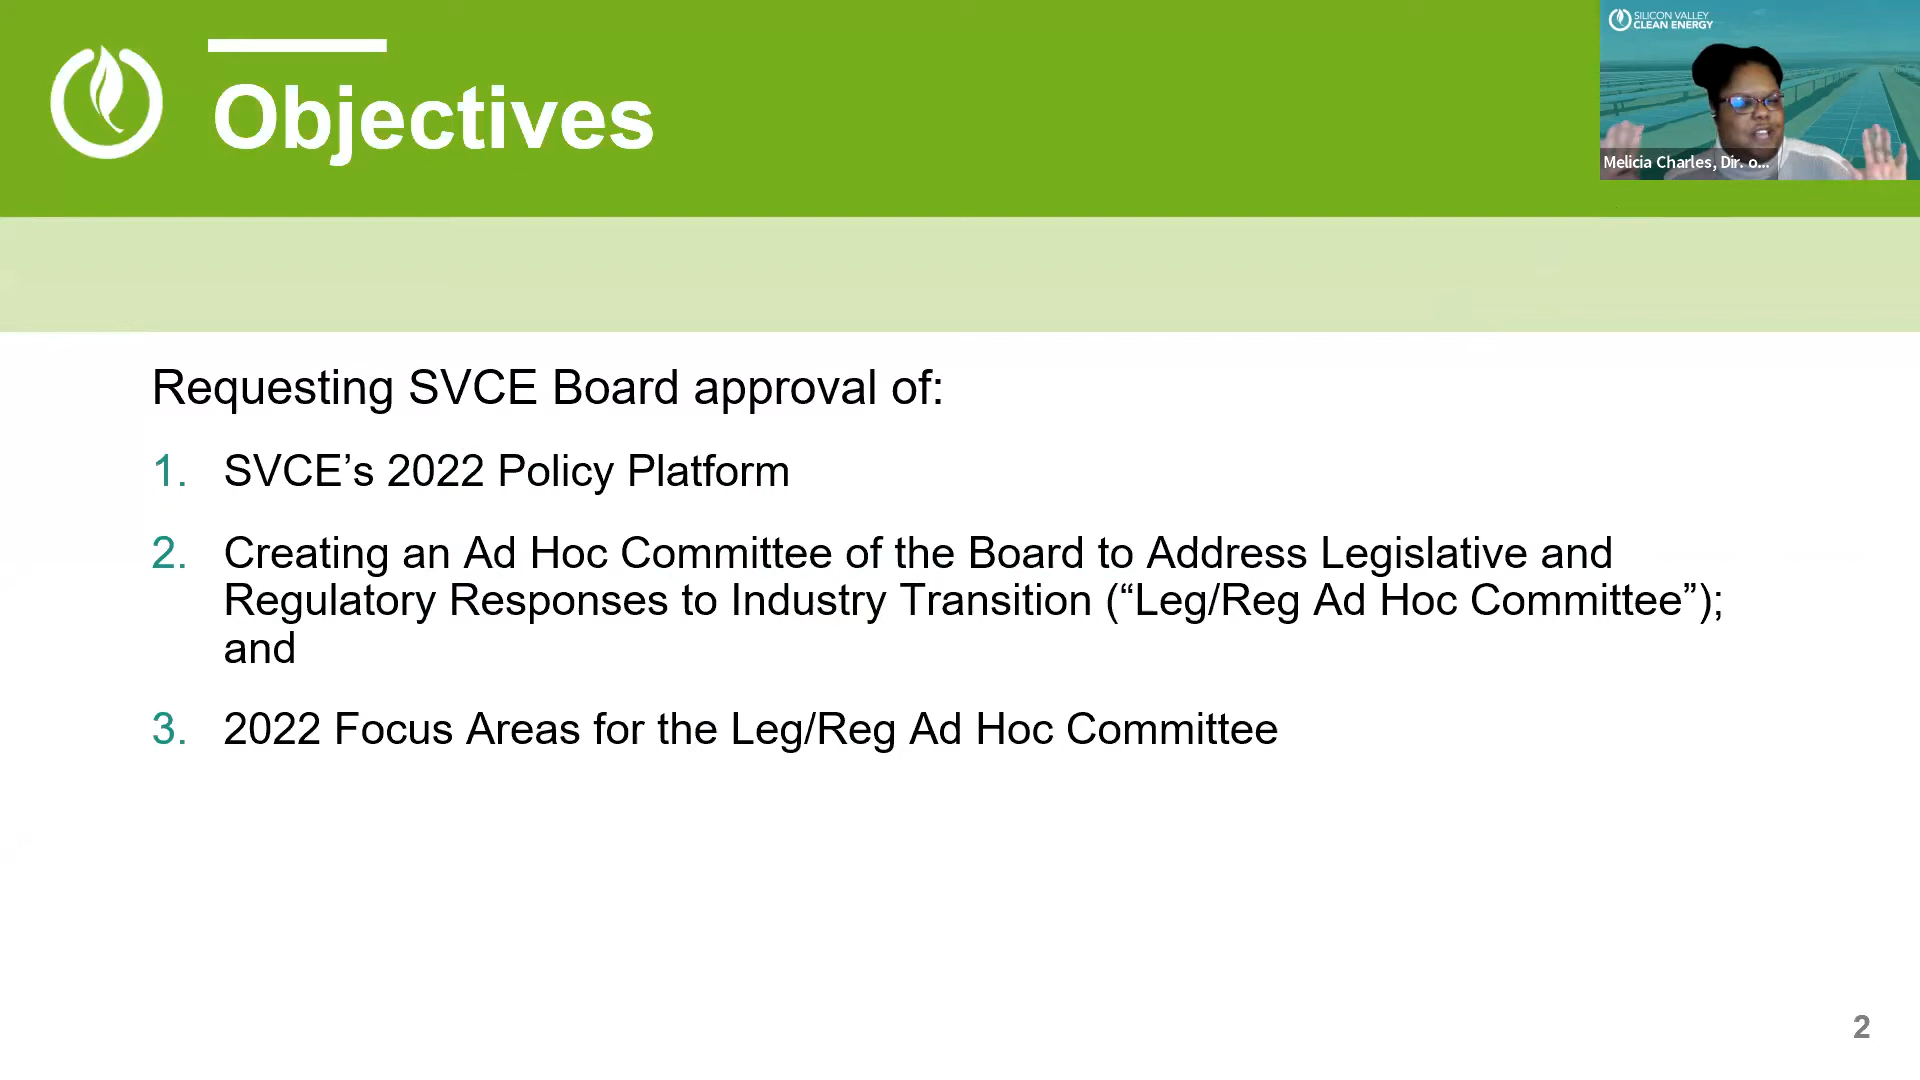 SILICON VALLEY
CLEAN ENERGY
Objectives
Melicia Charles, Dir. o...
Requesting SVCE Board approval of:
1. SVCE’s 2022 Policy Platform
2. Creating an Ad Hoc Committee of the Board to Address Legislative and
Regulatory Responses to Industry Transition (“Leg/Reg Ad Hoc Committee”);
and
3. 2022 Focus Areas for the Leg/Reg Ad Hoc Committee
2